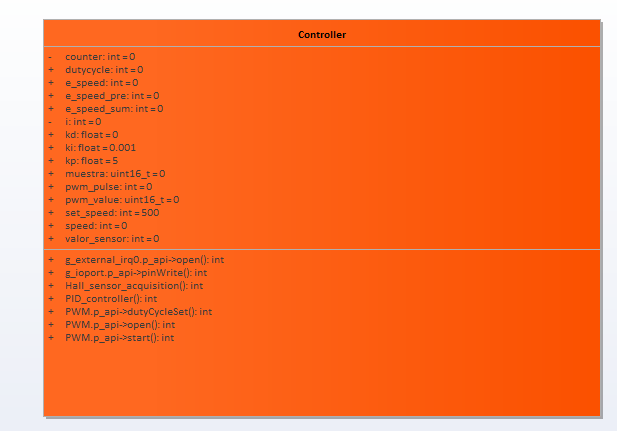 Controller
- counter: int = 0
+ dutycycle: int = 0
+ e_speed: int = 0
+ e_speed_pre: int = 0
+ e_speed_sum: int = 0
- i: int = 0
+ kd: float = 0
+ ki: float = 0.001
+ kp: float = 5
+ muestra: uint16_t = 0
+ pwm_pulse: int = 0
+ pwm_value: uint16_t = 0
+ set_speed: int = 500
+ speed: int = 0
+ valor_sensor: int = 0
+ g_external_irq0.p_api->open(): int
+ g_ioport.p_api->pinWrite(): int
+ Hall_sensor_acquisition(): int
+ PID_controller(): int
+ PWM.p_api->dutyCycleSet(): int
+ PWM.p_api->open(): int
+ PWM.p_api->start(): int